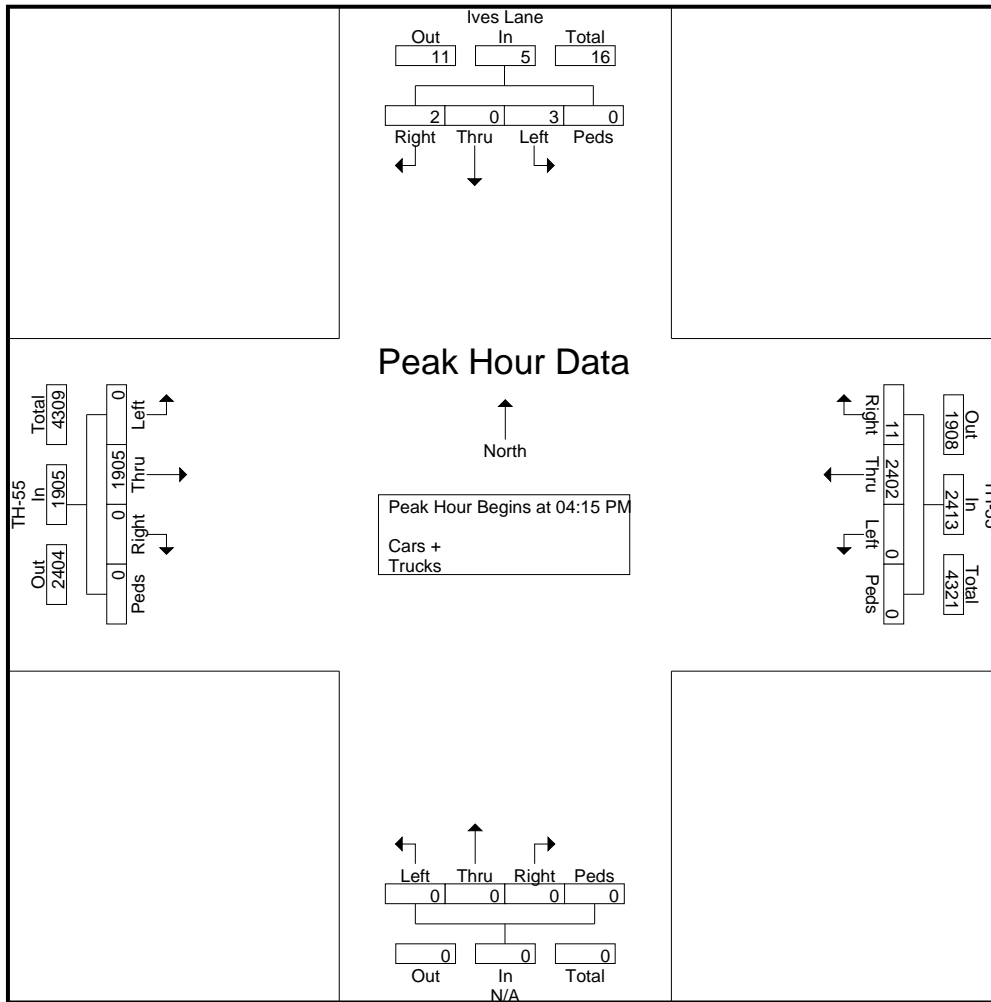 Ives Lane
Out In Total
11 5 16
2 0 3 0
Right Thru Left Peds
Peak Hour Data
North
Peak Hour Begins at 04:15 PM
Cars +
Trucks
TH-55
Total In Out
4309 1905 2404
0 1905 0 0
Left Thru Right Peds
Right Thru Left Peds
11 2402 0 0
Out In Total
1908 2413 4321
Left Thru Right Peds
0 0 0 0
0 0 0
Out In Total
N/A